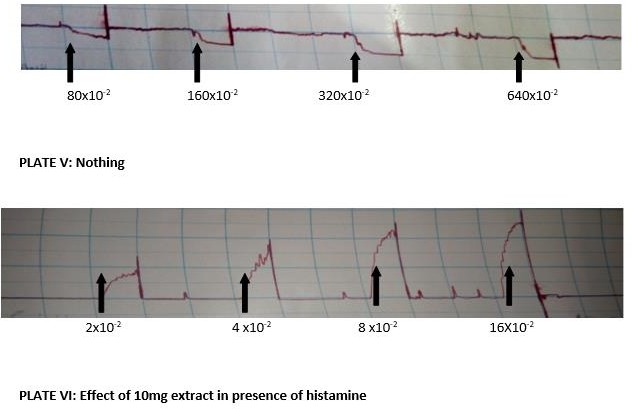 80x10⁻² 160x10⁻² 320x10⁻² 640x10⁻²
PLATE V: Nothing
2x10⁻² 4 x10⁻² 8 x10⁻² 16X10⁻²
PLATE VI: Effect of 10mg extract in presence of histamine